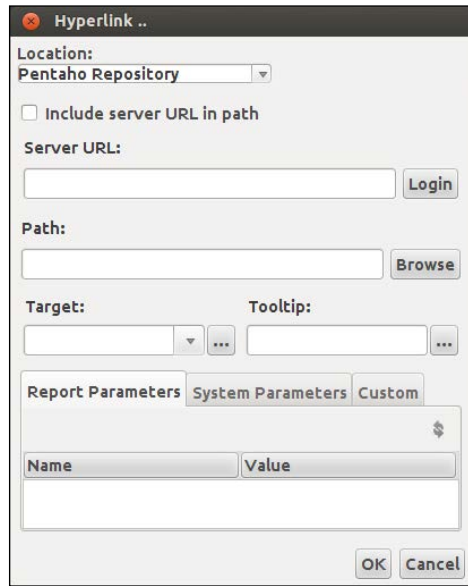 Hyperlink ..
Location:
Pentaho Repository
Include server URL in path
Server URL:
Login
Path:
Browse
Target: Tooltip:
... ...
Report Parameters System Parameters Custom
Name Value
OK Cancel